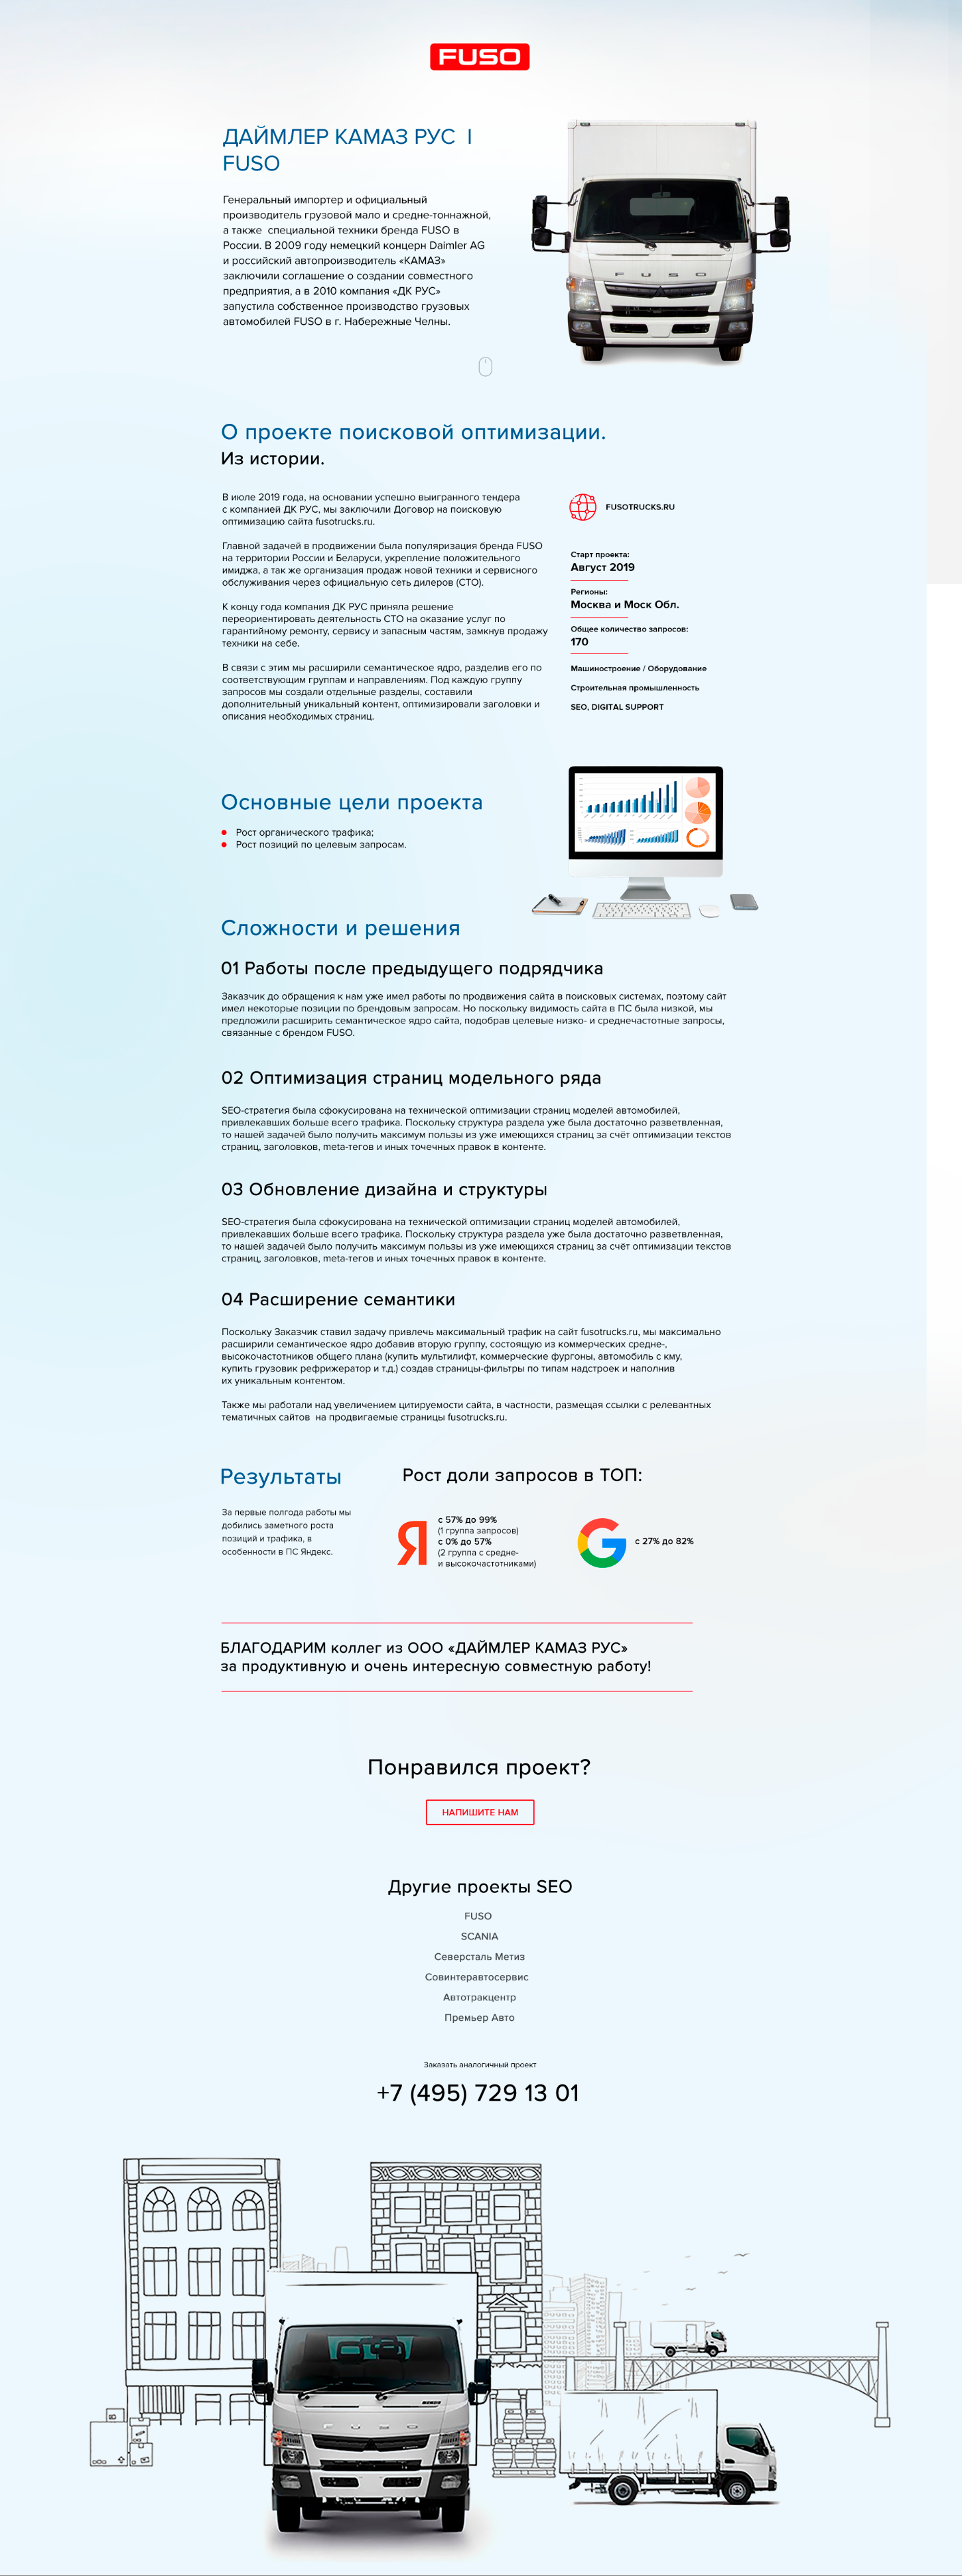 FUSO
ДАЙМЛЕР КАМАЗ РУС I
FUSO
Генеральный импортер и официальный
производитель грузовой мало и средне-тоннажной,
а также специальной техники бренда FUSO в
России. В 2009 году немецкий концерн Daimler AG
и российский автопроизводитель «КАМАЗ»
заключили соглашение о создании совместного
предприятия, а в 2010 компания «ДК РУС»
запустила собственное производство грузовых
автомобилей FUSO в г. Набережные Челны.
FUSO
О проекте поисковой оптимизации.
Из истории.
В июле 2019 года, на основании успешно выигранного тендера
с компанией ДК РУС, мы заключили Договор на поисковую
оптимизацию сайта fusotrucks.ru.
Главной задачей в продвижении была популяризация бренда FUSO
на территории России и Беларуси, укрепление положительного
имиджа, а так же организация продаж новой техники и сервисного
обслуживания через официальную сеть дилеров (СТО).
К концу года компания ДК РУС приняла решение
переориентировать деятельность СТО на оказание услуг по
гарантийному ремонту, сервису и запасным частям, замкнув продажу
техники на себе.
В связи с этим мы расширили семантическое ядро, разделив его по
соответствующим группам и направлениям. Под каждую группу
запросов мы создали отдельные разделы, составили
дополнительный уникальный контент, оптимизировали заголовки и
описания необходимых страниц.
FUSOTRUCKS.RU
Старт проекта:
Август 2019
Регионы:
Москва и Моск Обл.
Общее количество запросов:
170
Машиностроение / Оборудование
Строительная промышленность
SEO, DIGITAL SUPPORT
Основные цели проекта
Рост органического трафика;
Рост позиций по целевым запросам.
Сложности и решения
01 Работы после предыдущего подрядчика
Заказчик до обращения к нам уже имел работы по продвижения сайта в поисковых системах, поэтому сайт
имел некоторые позиции по брендовым запросам. Но поскольку видимость сайта в ПС была низкой, мы
предложили расширить семантическое ядро сайта, подобрав целевые низко- и среднечастотные запросы,
связанные с брендом FUSO.
02 Оптимизация страниц модельного ряда
SEO-стратегия была сфокусирована на технической оптимизации страниц моделей автомобилей,
привлекавших больше всего трафика. Поскольку структура раздела уже была достаточно разветвленная,
то нашей задачей было получить максимум пользы из уже имеющихся страниц за счёт оптимизации текстов
страниц, заголовков, meta-тегов и иных точечных правок в контенте.
03 Обновление дизайна и структуры
SEO-стратегия была сфокусирована на технической оптимизации страниц моделей автомобилей,
привлекавших больше всего трафика. Поскольку структура раздела уже была достаточно разветвленная,
то нашей задачей было получить максимум пользы из уже имеющихся страниц за счёт оптимизации текстов
страниц, заголовков, meta-тегов и иных точечных правок в контенте.
04 Расширение семантики
Поскольку Заказчик ставил задачу привлечь максимальный трафик на сайт fusotrucks.ru, мы максимально
расширили семантическое ядро добавив вторую группу, состоящую из коммерческих средне-,
высокочастотников общего плана (купить мультилифт, коммерческие фургоны, автомобиль с кму,
купить грузовик рефрижератор и т.д.) создав страницы-фильтры по типам надстроек и наполнив
их уникальным контентом.
Также мы работали над увеличением цитируемости сайта, в частности, размещая ссылки с релевантных
тематичных сайтов на продвигаемые страницы fusotrucks.ru.
Результаты
За первые полгода работы мы
добились заметного роста
позиций и трафика, в
особенности в ПС Яндекс.
Рост доли запросов в ТОП:
Я
с 57% до 99%
(1 группа запросов)
с 0% до 57%
(2 группа с средне-
и высокочастотниками)
G
с 27% до 82%
БЛАГОДАРИМ коллег из ООО «ДАЙМЛЕР КАМАЗ РУС»
за продуктивную и очень интересную совместную работу!
Понравился проект?
НАПИШИТЕ НАМ
Другие проекты SEO
FUSO
SCANIA
Северсталь Метиз
Совинтеравтосервис
Автотракцентр
Премьер Авто
Заказать аналогичный проект
+7 (495) 729 13 01
FUSO